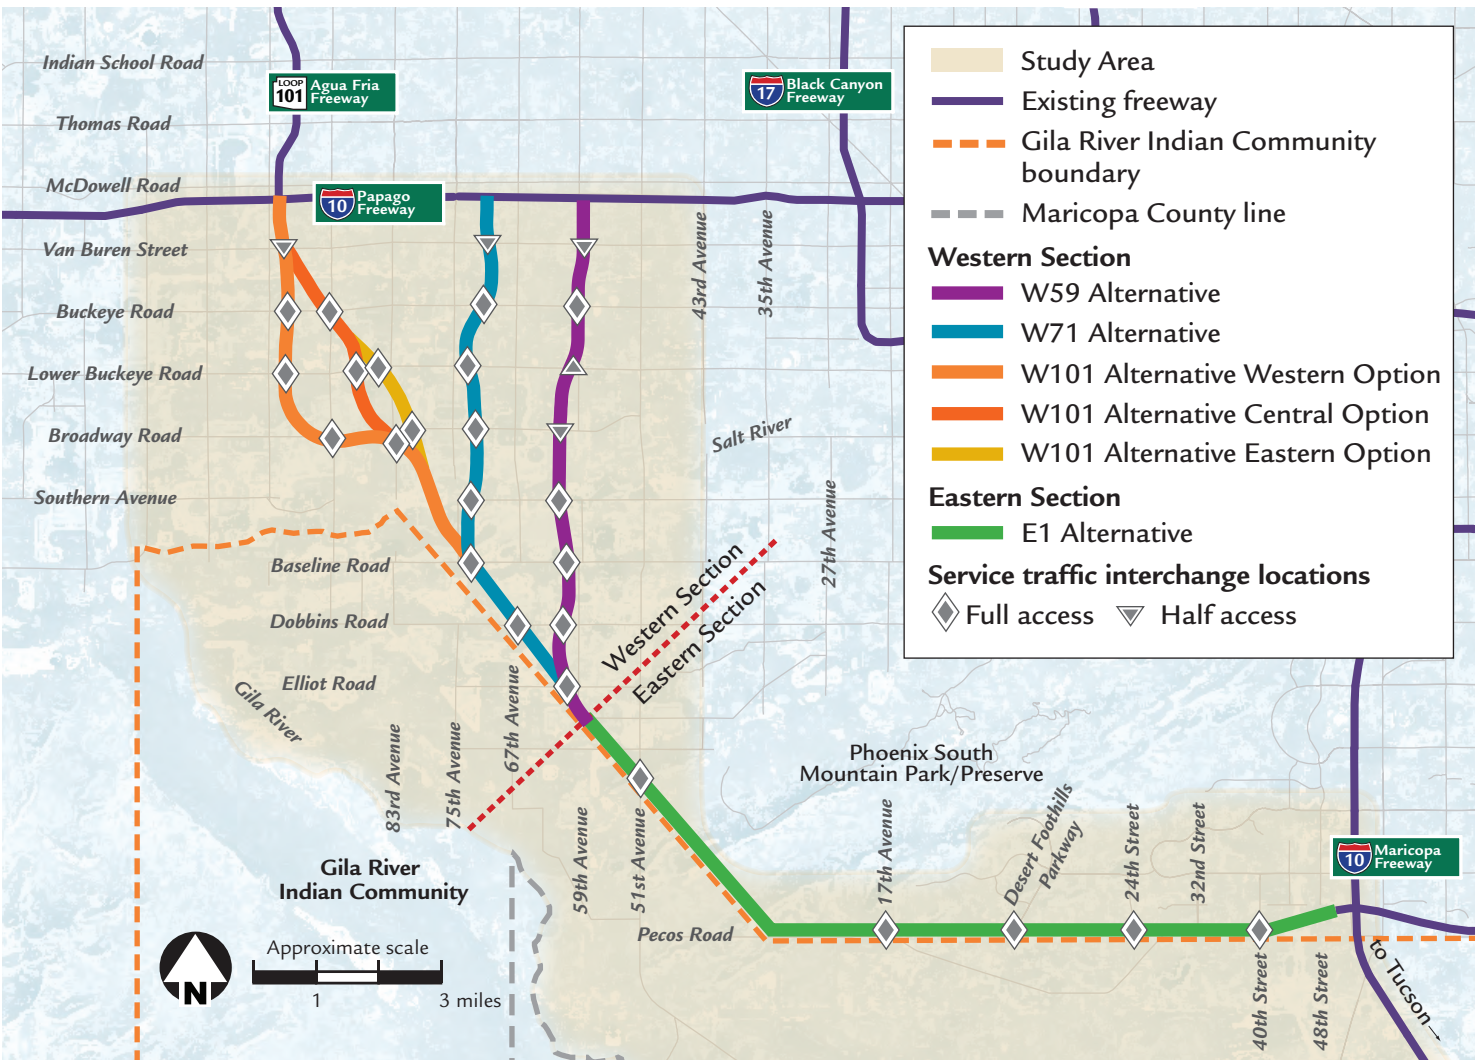 Indian School Road
Thomas Road
McDowell Road
Van Buren Street
Buckeye Road
Lower Buckeye Road
Broadway Road
Southern Avenue
Baseline Road
Dobbins Road
Elliot Road
Pecos Road
LOOP
101
Agua Fria
Freeway
17
Black Canyon
Freeway
10
Papago
Freeway
43rd Avenue
35th Avenue
27th Avenue
Salt River
Gila River
Western Section
Eastern Section
83rd Avenue
75th Avenue
67th Avenue
59th Avenue
51st Avenue
Phoenix South
Mountain Park/Preserve
17th Avenue
Desert Foothills
Parkway
24th Street
32nd Street
40th Street
48th Street
10
Maricopa
Freeway
to Tucson
Gila River
Indian Community
N
Approximate scale
1
3 miles
Study Area
Existing freeway
Gila River Indian Community
boundary
Maricopa County line
Western Section
W59 Alternative
W71 Alternative
W101 Alternative Western Option
W101 Alternative Central Option
W101 Alternative Eastern Option
Eastern Section
E1 Alternative
Service traffic interchange locations
Full access
Half access